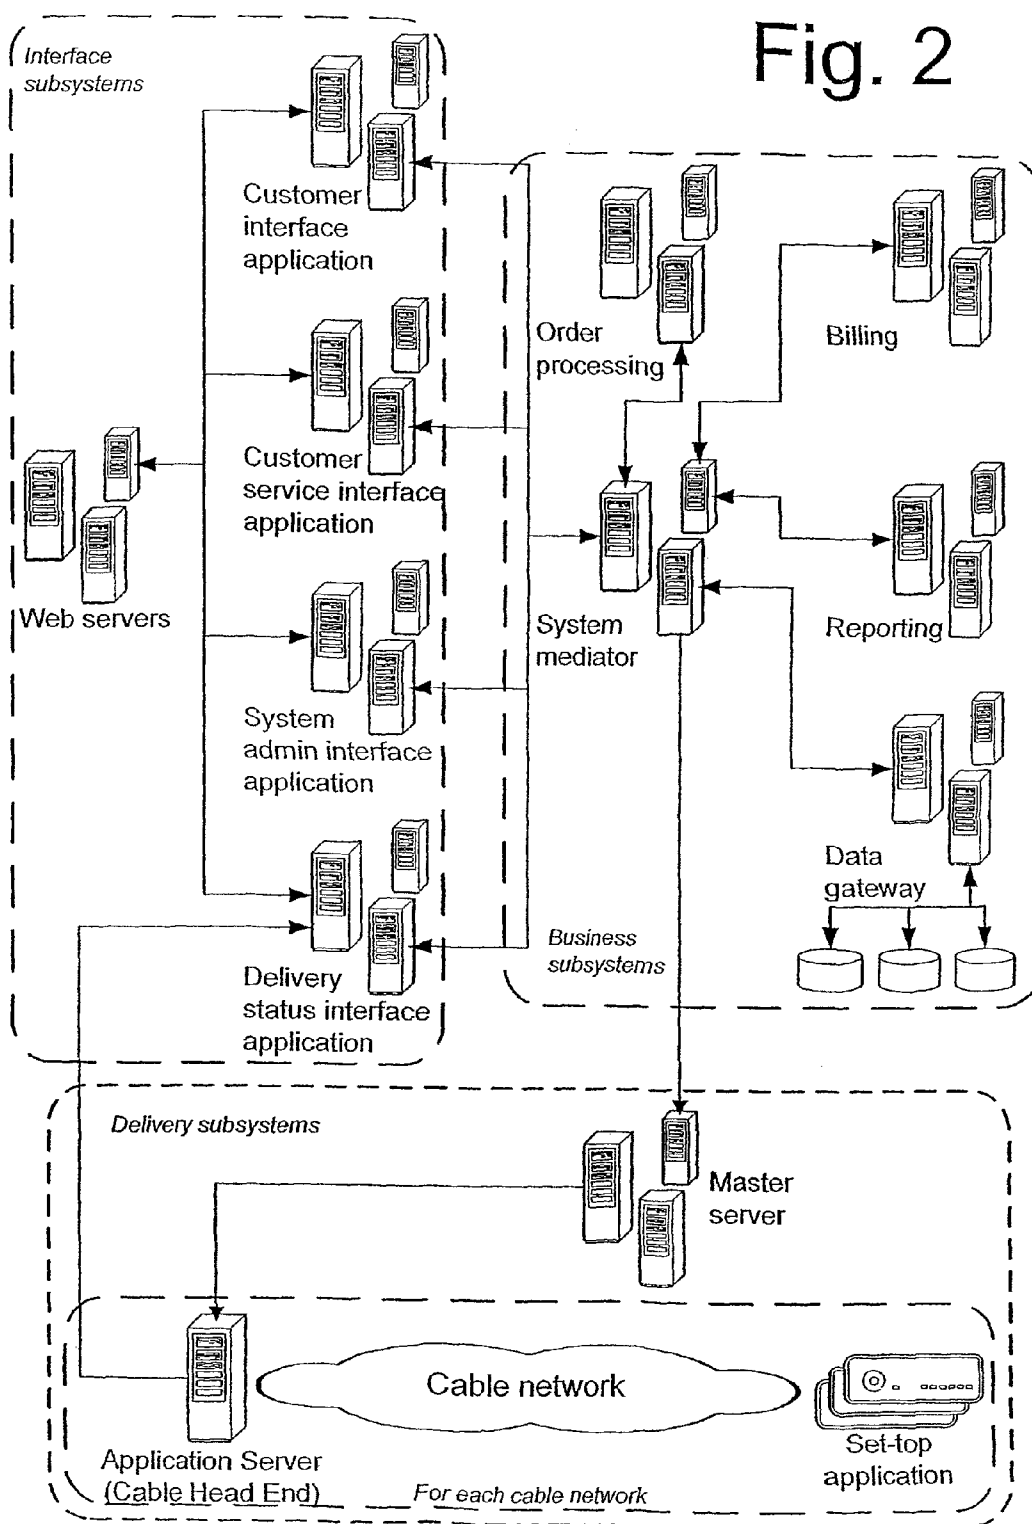 Fig. 2
Interface
subsystems
Customer
interface
application
Customer
service interface
application
Web servers
System
admin interface
application
Delivery
status interface
application
Order
processing
Billing
System
mediator
Reporting
Data
gateway
Business
subsystems
Delivery subsystems
Master
server
Cable network
Application Server
(Cable Head End)
Set-top
application
For each cable network